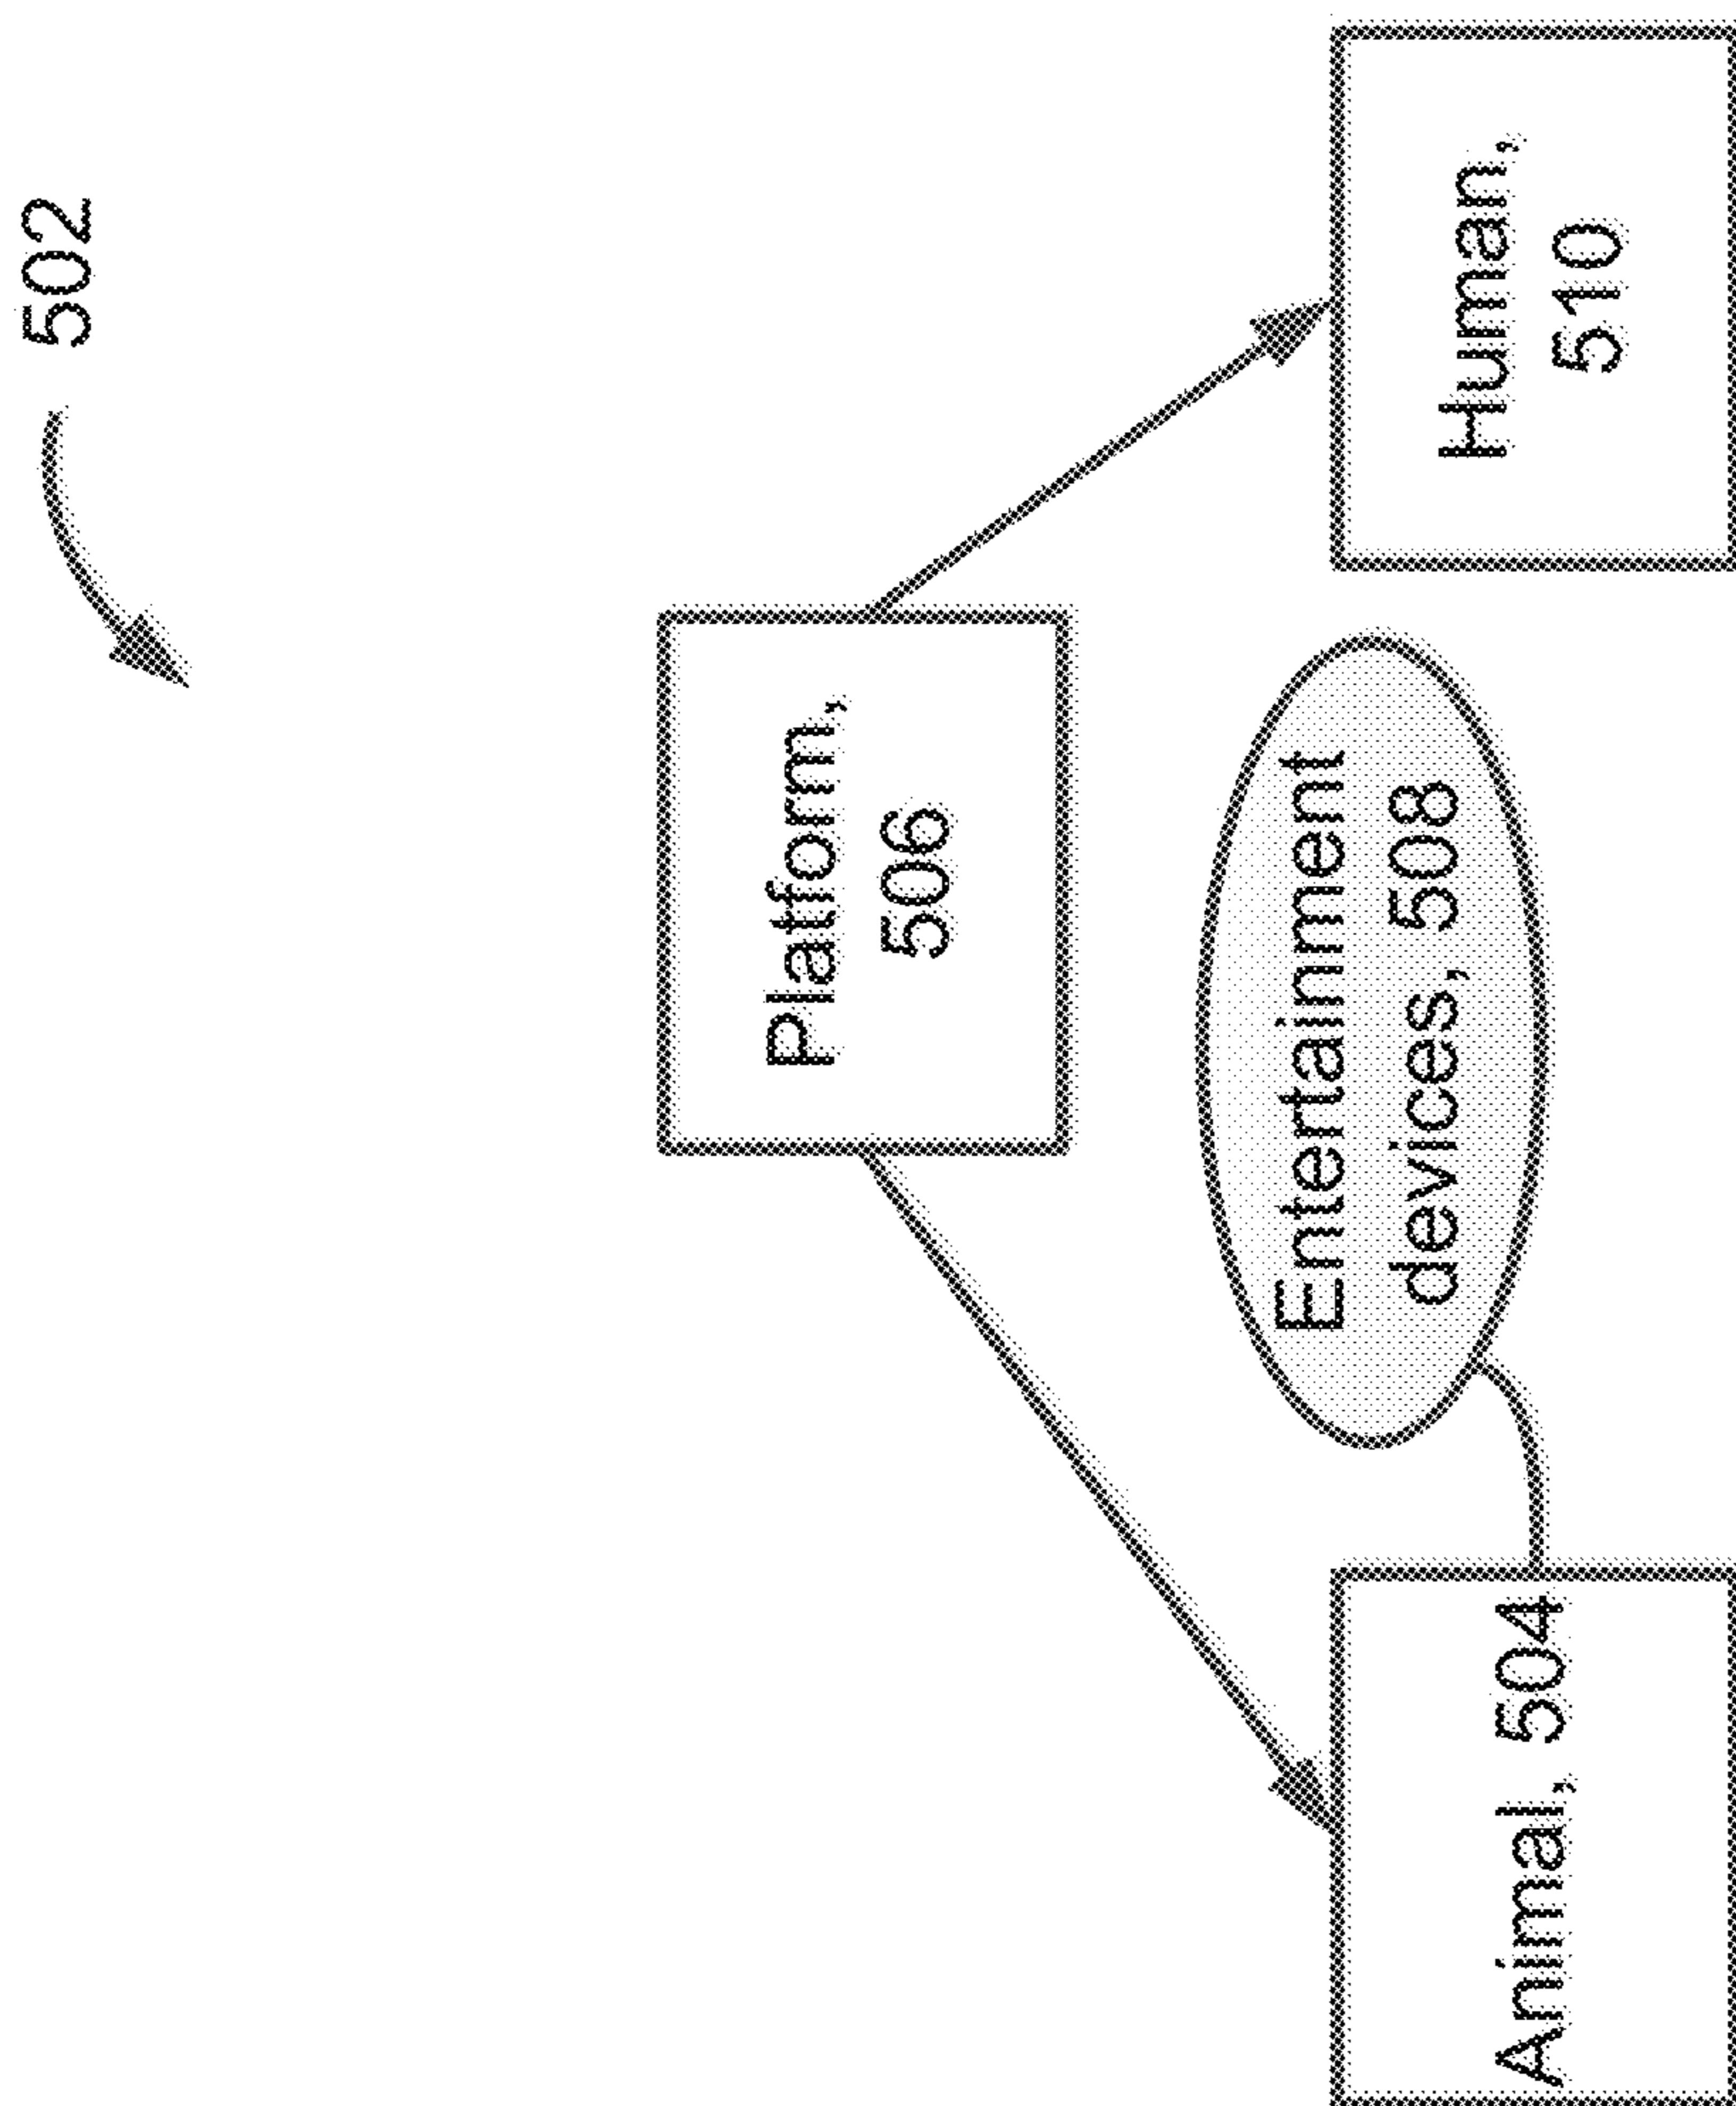 502
Platform,
506
Entertainment
devices, 508
Animal, 504
Human,
510